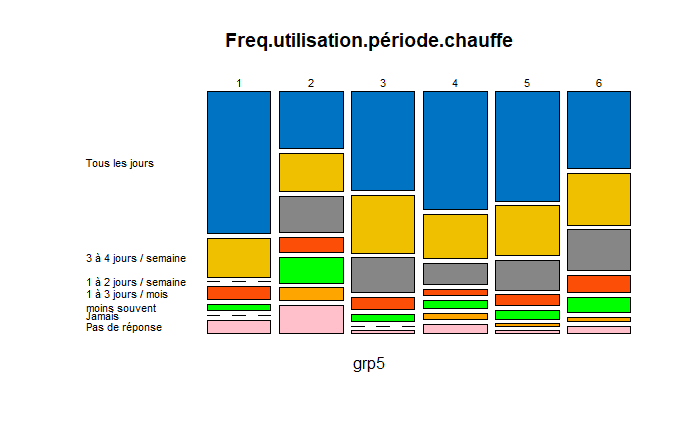 Freq.utilisation.période.chauffe
1 2 3 4 5 6
Tous les jours
3 à 4 jours / semaine
1 à 2 jours / semaine
1 à 3 jours / mois
moins souvent
Jamais
Pas de réponse
grp5